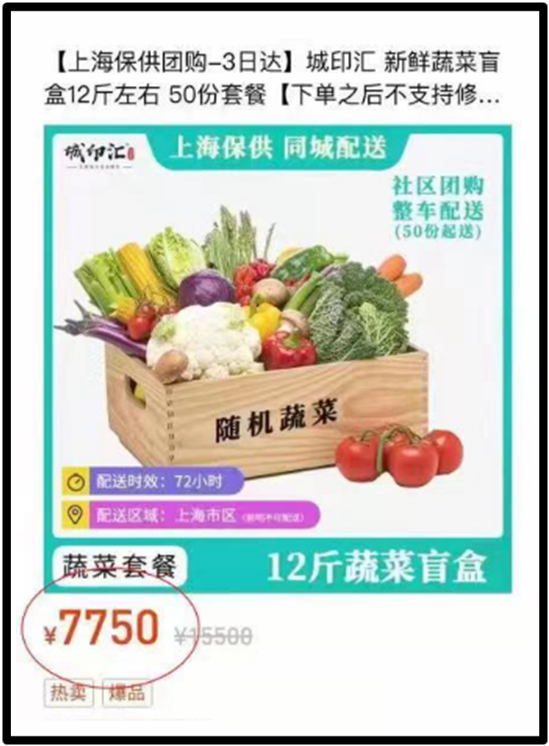 【上海保供团购-3日达】城印汇 新鲜蔬菜盲
盒12斤左右 50份套餐【下单之后不支持修...
城印汇
上海保供 同城配送
社区团购
整车配送
(50份起送)
随机蔬菜
配送时效：72小时
配送区域：上海市区
蔬菜套餐
12斤蔬菜盲盒
¥7750 ¥15500
热卖 爆品